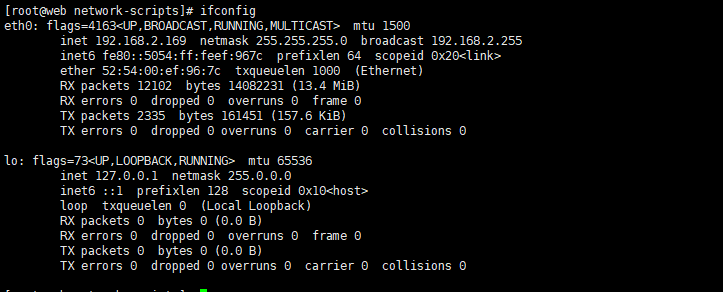 [root@web network-scripts]# ifconfig
eth0: flags=4163<UP,BROADCAST,RUNNING,MULTICAST>  mtu 1500
        inet 192.168.2.169  netmask 255.255.255.0  broadcast 192.168.2.255
        inet6 fe80::5054:ff:feef:967c  prefixlen 64  scopeid 0x20<link>
        ether 52:54:00:ef:96:7c  txqueuelen 1000  (Ethernet)
        RX packets 12102  bytes 14082231 (13.4 MiB)
        RX errors 0  dropped 0  overruns 0  frame 0
        TX packets 2335  bytes 161451 (157.6 KiB)
        TX errors 0  dropped 0 overruns 0  carrier 0  collisions 0

lo: flags=73<UP,LOOPBACK,RUNNING>  mtu 65536
        inet 127.0.0.1  netmask 255.0.0.0
        inet6 ::1  prefixlen 128  scopeid 0x10<host>
        loop  txqueuelen 0  (Local Loopback)
        RX packets 0  bytes 0 (0.0 B)
        RX errors 0  dropped 0  overruns 0  frame 0
        TX packets 0  bytes 0 (0.0 B)
        TX errors 0  dropped 0 overruns 0  carrier 0  collisions 0